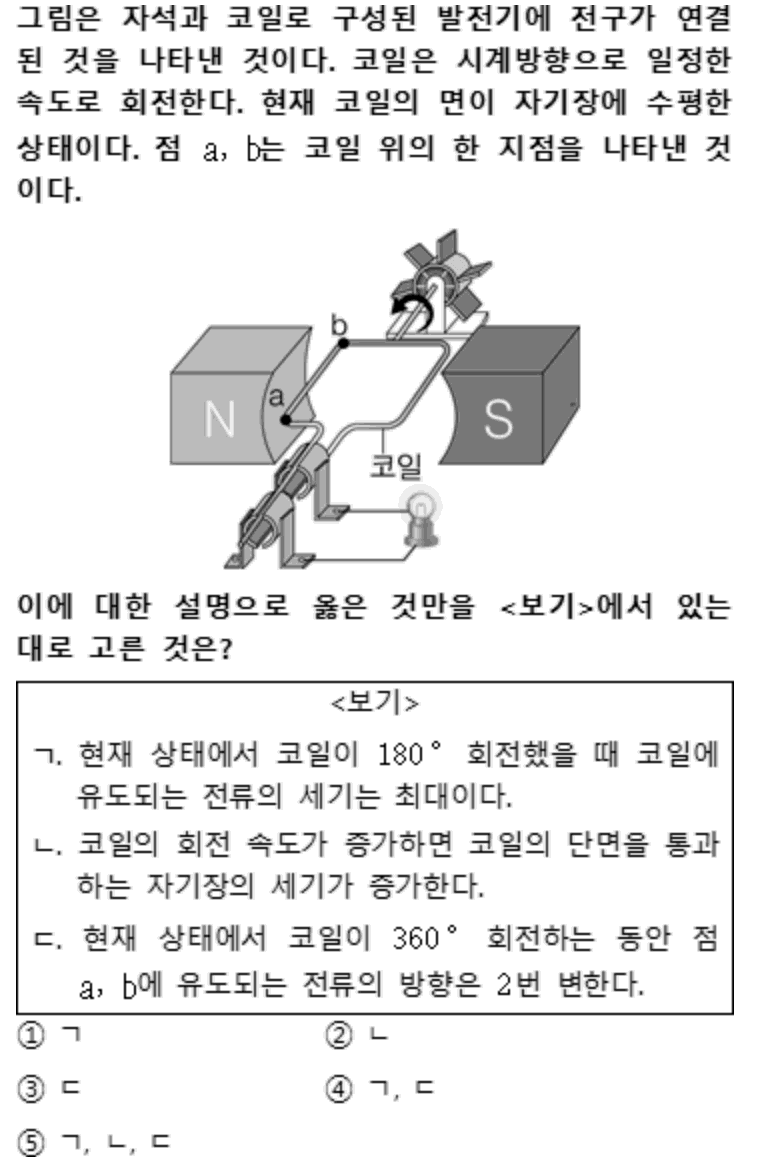 그림은 자석과 코일로 구성된 발전기에 전구가 연결
된 것을 나타낸 것이다. 코일은 시계방향으로 일정한
속도로 회전한다. 현재 코일의 면이 자기장에 수평한
상태이다. 점 a, b는 코일 위의 한 지점을 나타낸 것
이다.
b
a
N
S
코일
이에 대한 설명으로 옳은 것만을 <보기>에서 있는
대로 고른 것은?
<보기>
ㄱ. 현재 상태에서 코일이 180° 회전했을 때 코일에
유도되는 전류의 세기는 최대이다.
ㄴ. 코일의 회전 속도가 증가하면 코일의 단면을 통과
하는 자기장의 세기가 증가한다.
ㄷ. 현재 상태에서 코일이 360° 회전하는 동안 점
a, b에 유도되는 전류의 방향은 2번 변한다.
① ㄱ ② ㄴ
③ ㄷ ④ ㄱ, ㄷ
⑤ ㄱ, ㄴ, ㄷ